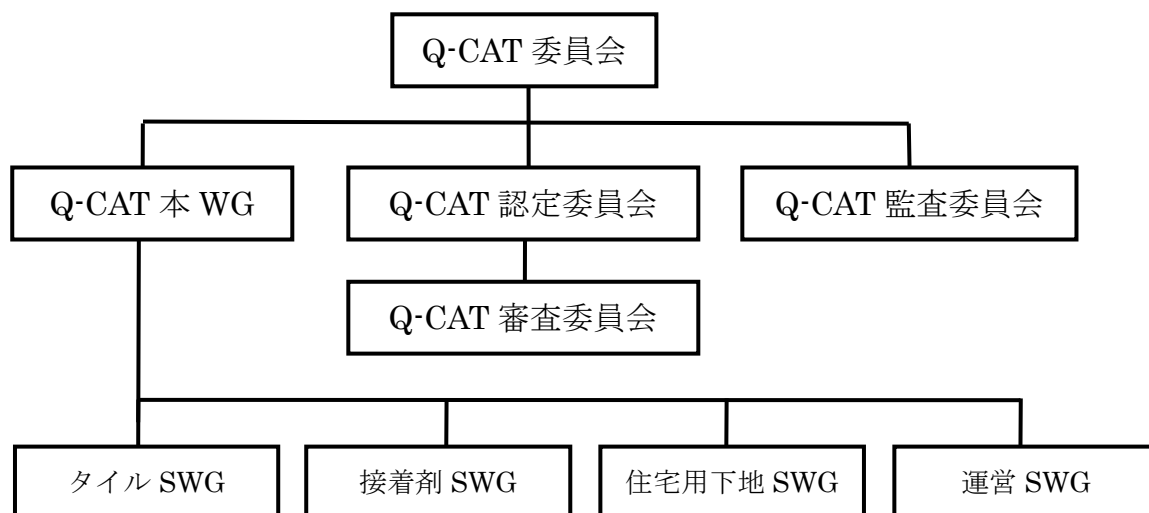 Q-CAT 委員会
Q-CAT 本 WG
Q-CAT 認定委員会
Q-CAT 監査委員会
Q-CAT 審査委員会
タイル SWG
接着剤 SWG
住宅用下地 SWG
運営 SWG